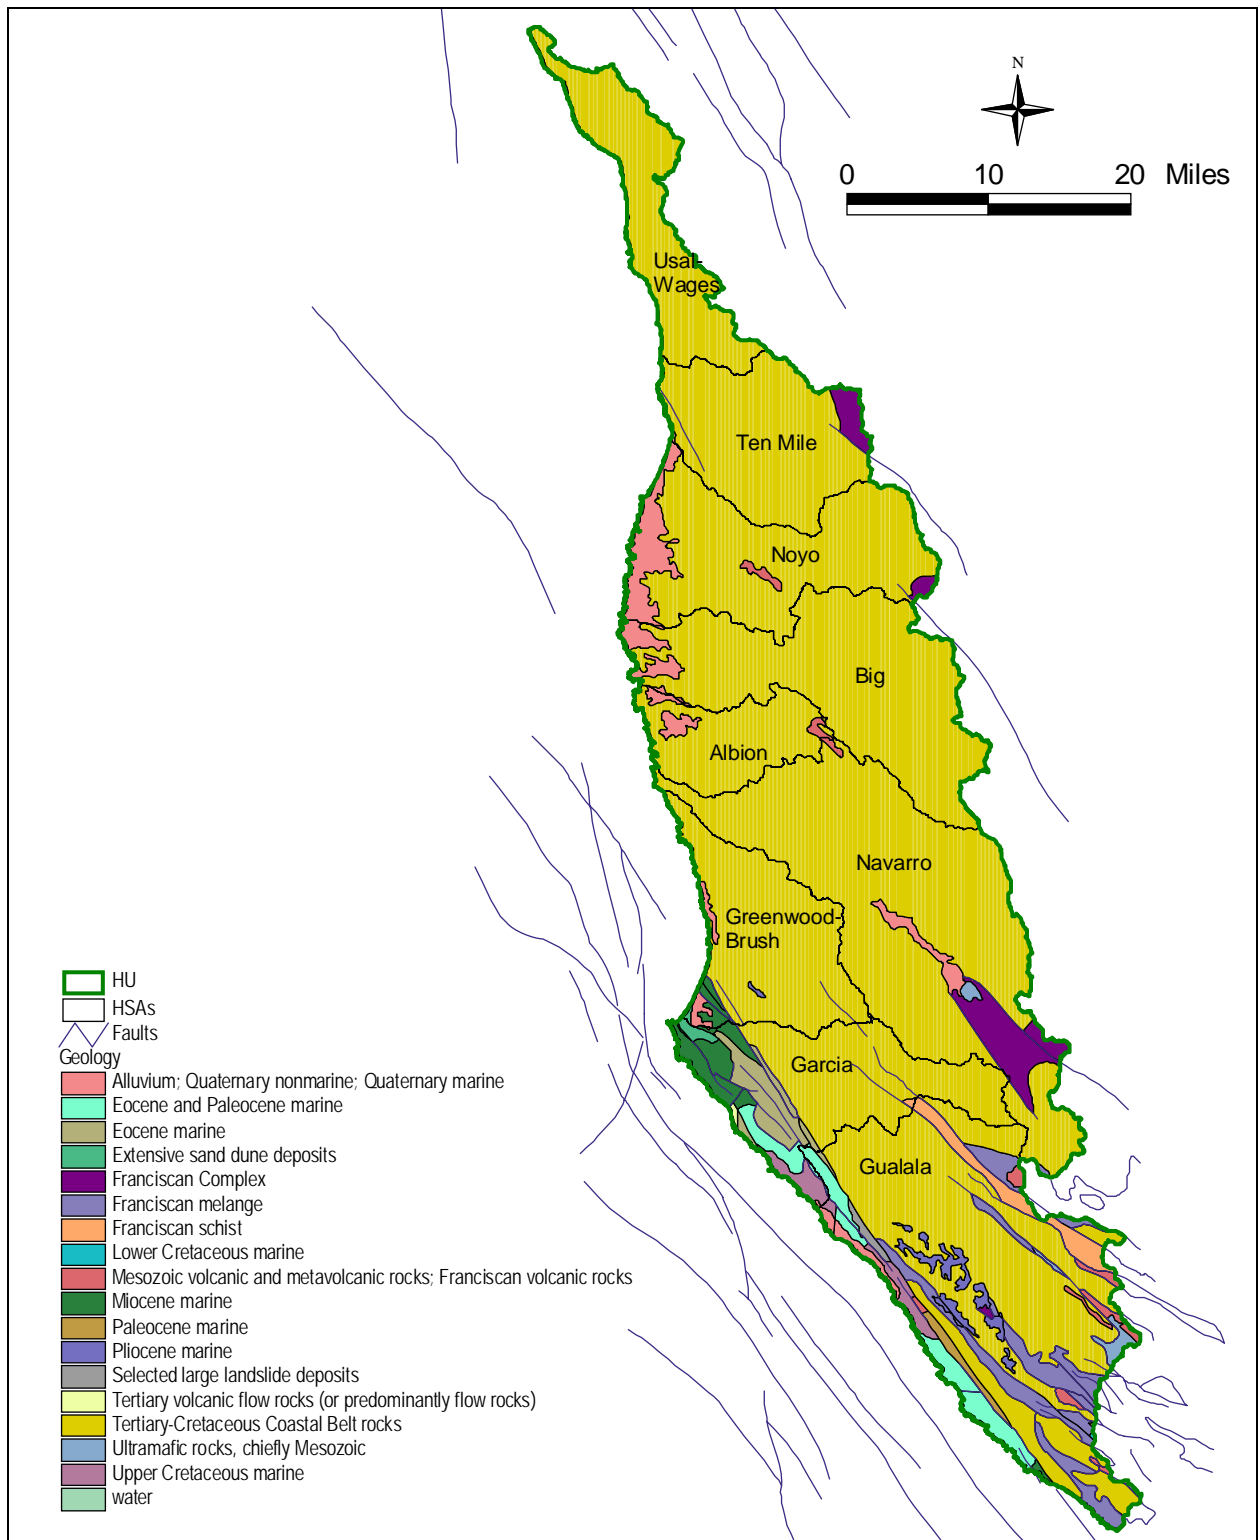 N
0 10 20 Miles
Usal-
Wages
Ten Mile
Noyo
Big
Albion
Navarro
Greenwood-
Brush
Garcia
Gualala
HU
HSAs
Faults
Geology
Alluvium; Quaternary nonmarine; Quaternary marine
Eocene and Paleocene marine
Eocene marine
Extensive sand dune deposits
Franciscan Complex
Franciscan melange
Franciscan schist
Lower Cretaceous marine
Mesozoic volcanic and metavolcanic rocks; Franciscan volcanic rocks
Miocene marine
Paleocene marine
Pliocene marine
Selected large landslide deposits
Tertiary volcanic flow rocks (or predominantly flow rocks)
Tertiary-Cretaceous Coastal Belt rocks
Ultramafic rocks, chiefly Mesozoic
Upper Cretaceous marine
water